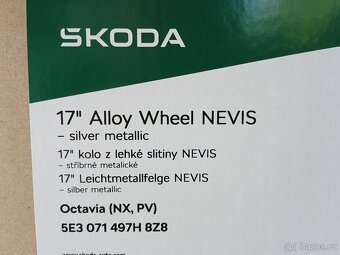 ŠKODA
17" Alloy Wheel NEVIS
– silver metallic
17" kolo z lehké slitiny NEVIS
– stříbrné metalické
17" Leichtmetallfelge NEVIS
– silber metallic
Octavia (NX, PV)
5E3 071 497H 8Z8